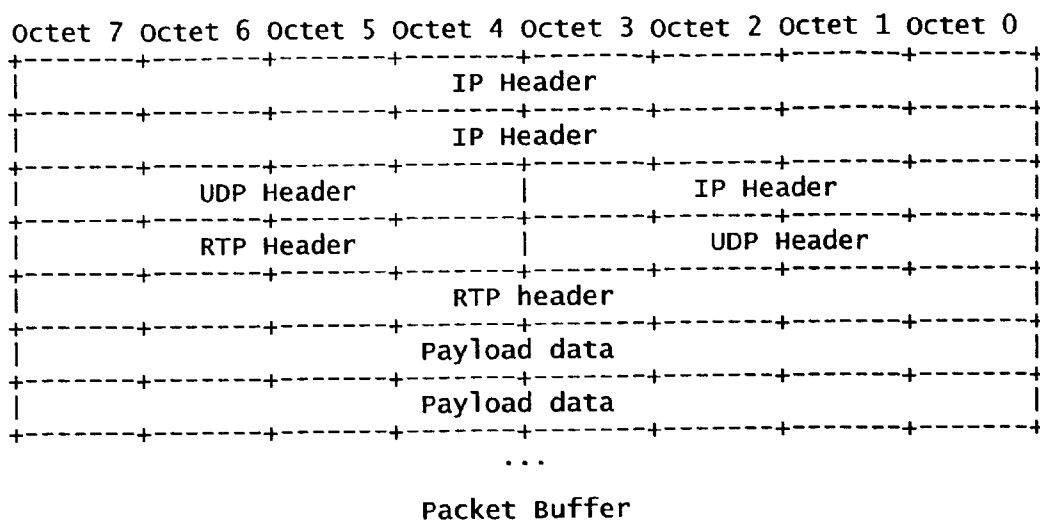 Octet 7 Octet 6 Octet 5 Octet 4 Octet 3 Octet 2 Octet 1 Octet 0
IP Header
IP Header
UDP Header IP Header
RTP Header UDP Header
RTP header
Payload data
Payload data
...
Packet Buffer